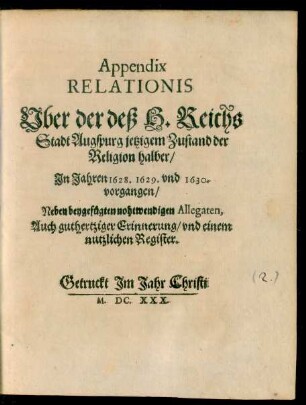 Appendix
RELATIONIS
Vber der deß H. Reichs
Stadt Augspurg jetzigem Zustand der
Religion halber/
In Jahren 1628. 1629. vnd 1630.
vorgangen/
Neben beygefügten nohtwendigen Allegaten,
Auch guthertziger Erinnerung/ vnd einem
nutzlichen Register.
(2.)
Getruckt Im Jahr Christi
M. DC. XXX.